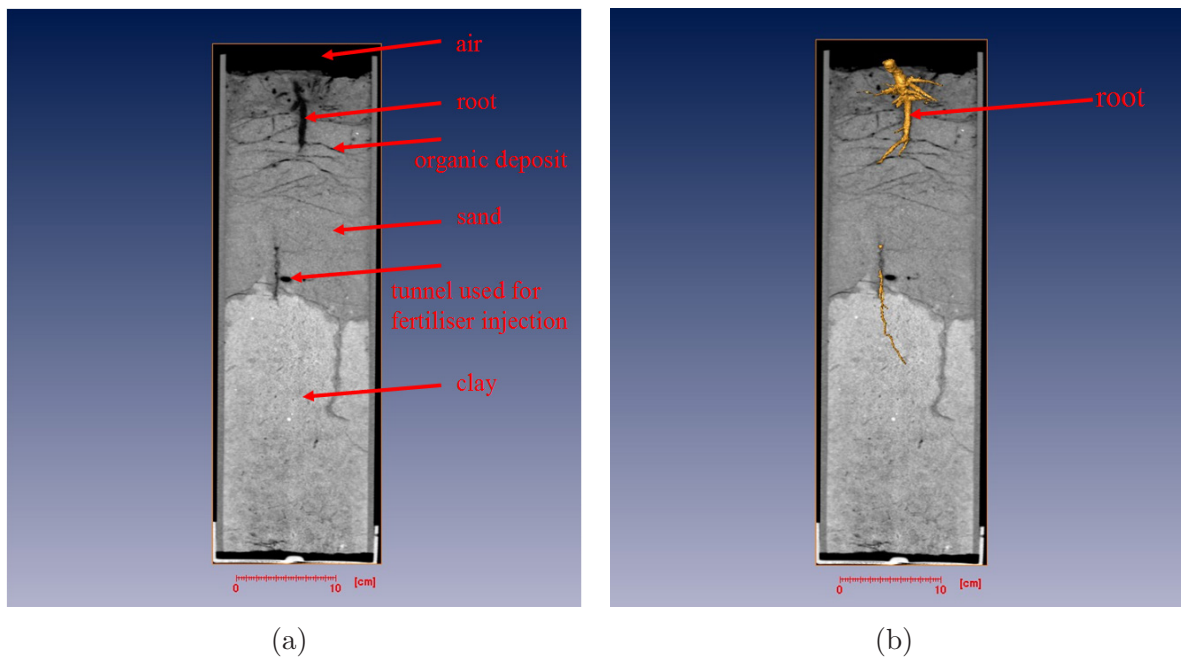 air
root
organic deposit
sand
tunnel used for
fertiliser injection
clay
0 10 [cm]
(a)
root
0 10 [cm]
(b)